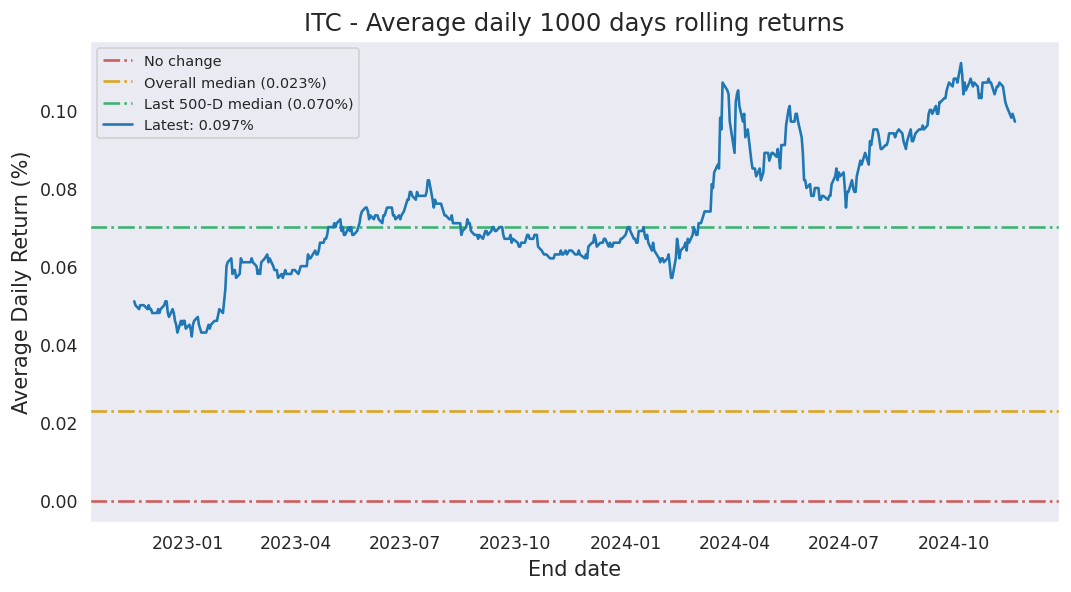 ITC - Average daily 1000 days rolling returns
No change
Overall median (0.023%)
Last 500-D median (0.070%)
Latest: 0.097%
Average Daily Return (%)
0.10
0.08
0.06
0.04
0.02
0.00
2023-01 2023-04 2023-07 2023-10 2024-01 2024-04 2024-07 2024-10
End date